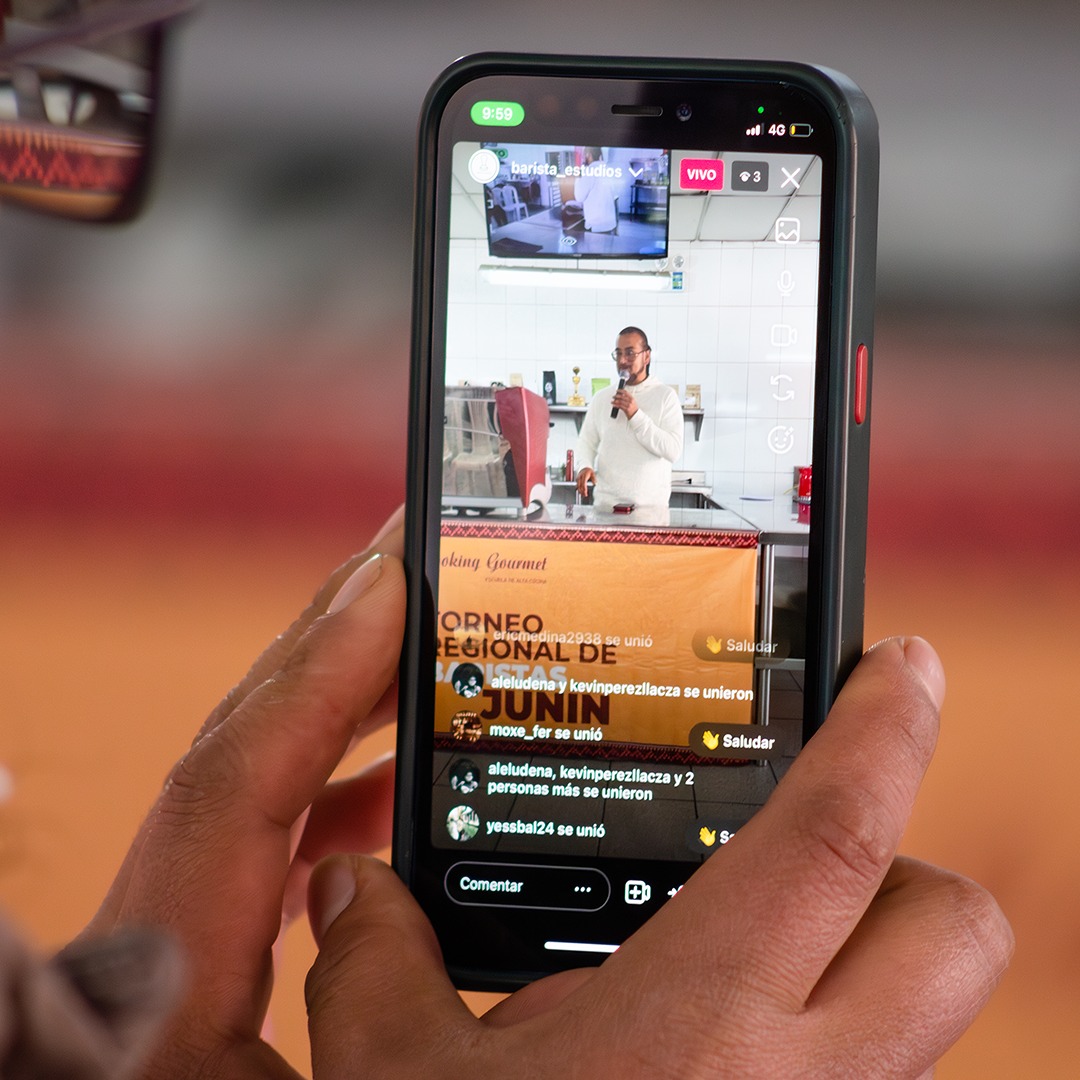 9:59
4G
barista_estudios
VIVO
3
oking Gourmet
ESCUELA DE ALTA COCINA
TORNEO
REGIONAL DE
BARISTAS
JUNIN
ericmedina2938 se unió
Saludar
aleludena y kevinperezllacza se unieron
moxe_fer se unió
Saludar
aleludena, kevinperezllacza y 2
personas más se unieron
yessbal24 se unió
Sa
Comentar